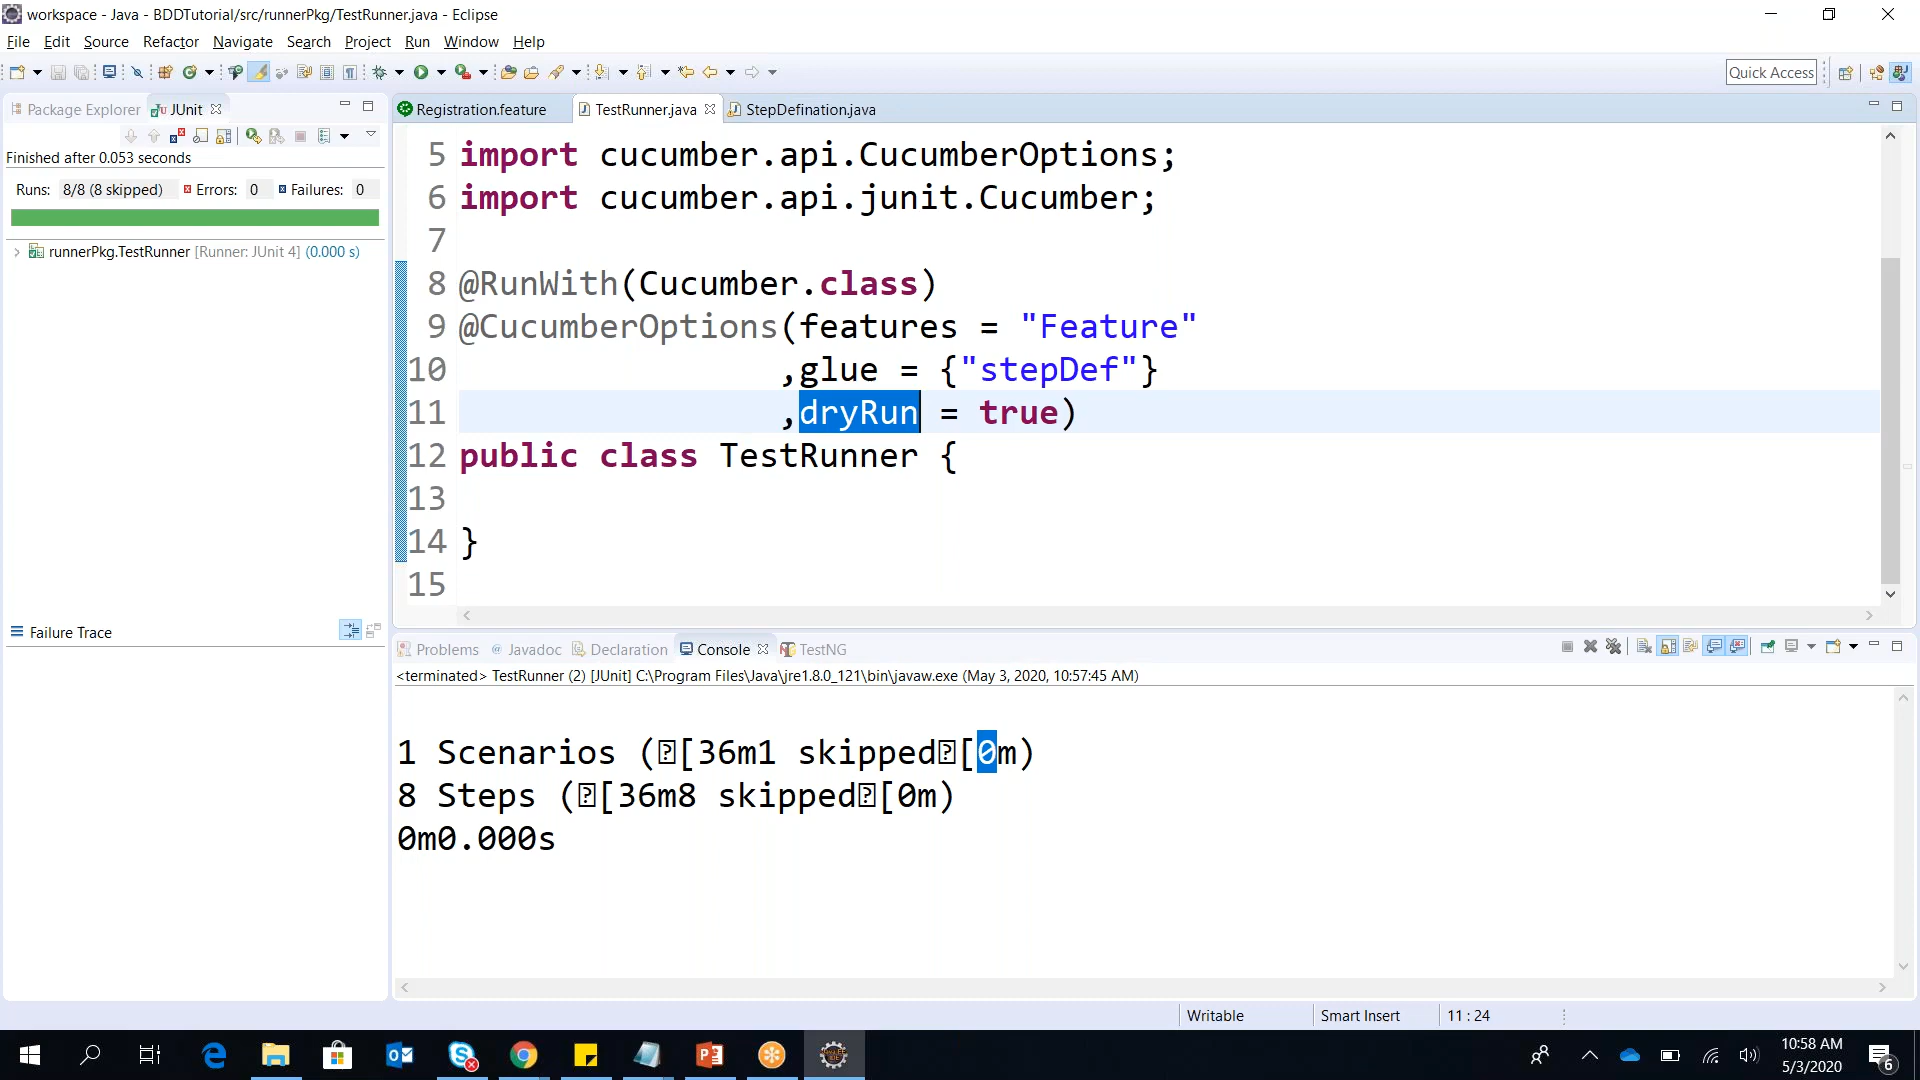 workspace - Java - BDDTutorial/src/runnerPkg/TestRunner.java - Eclipse
File Edit Source Refactor Navigate Search Project Run Window Help
Quick Access
Package Explorer JUnit
Finished after 0.053 seconds
Runs: 8/8 (8 skipped) Errors: 0 Failures: 0
runnerPkg.TestRunner [Runner: JUnit 4] (0.000 s)
Failure Trace
Registration.feature TestRunner.java StepDefination.java
5 import cucumber.api.CucumberOptions;
6 import cucumber.api.junit.Cucumber;
7
8 @RunWith(Cucumber.class)
9 @CucumberOptions(features = "Feature"
10 ,glue = {"stepDef"}
11 ,dryRun = true)
12 public class TestRunner {
13
14 }
15
Problems @ Javadoc Declaration Console TestNG
<terminated> TestRunner (2) [JUnit] C:\Program Files\Java\jre1.8.0_121\bin\javaw.exe (May 3, 2020, 10:57:45 AM)
1 Scenarios (⍰[36m1 skipped⍰[0m)
8 Steps (⍰[36m8 skipped⍰[0m)
0m0.000s
Writable Smart Insert 11 : 24
10:58 AM
5/3/2020
6